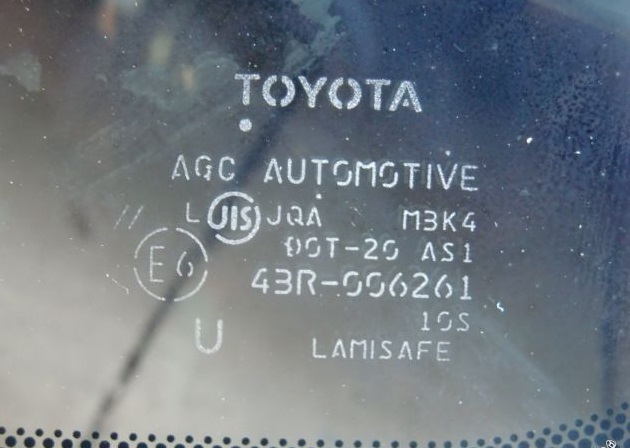 TOYOTA
AGC AUTOMOTIVE
L JIS JQA M3K4
DOT-20 AS1
E6 43R-006261
10S
U LAMISAFE